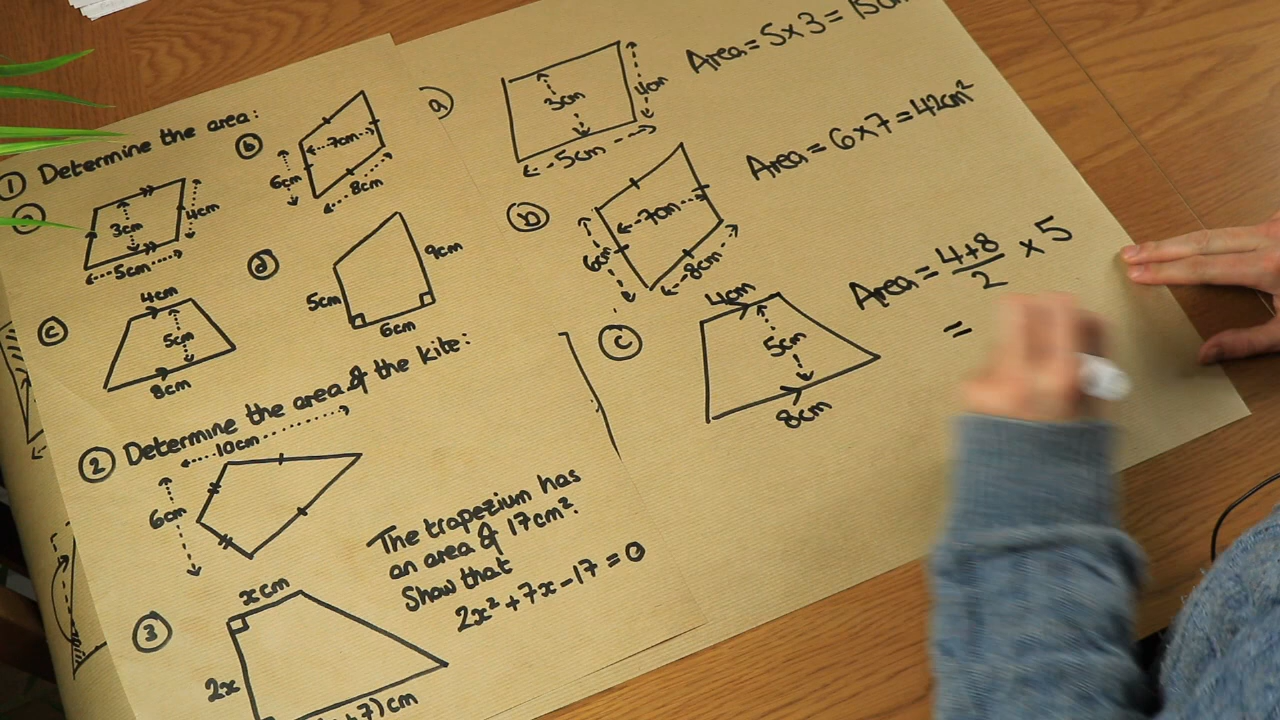 1 Determine the area:
a
3cm
4cm
5cm
b
7cm
6cm
8cm
c
4cm
5cm
8cm
d
9cm
5cm
6cm
2 Determine the area of the kite:
10cm
6cm
3
x cm
2x
+7) cm
The trapezium has
an area of 17cm².
Show that
2x² + 7x - 17 = 0
a
3cm
4cm
5cm
Area = 5 x 3 = 15cm
b
7cm
6cm
8cm
Area = 6 x 7 = 42cm²
c
4cm
5cm
8cm
Area = 4+8/2 x 5
=